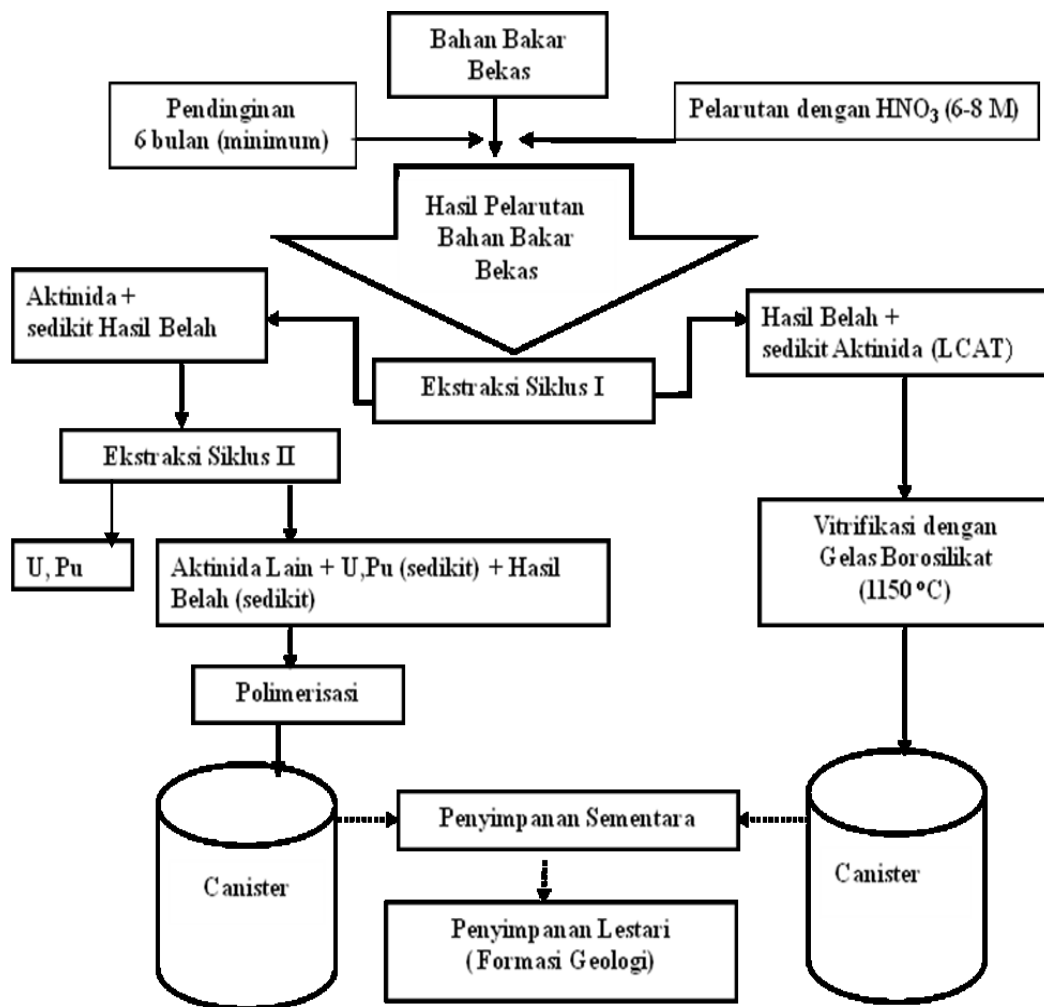 Bahan Bakar
Bekas
Pendinginan
6 bulan (minimum)
Pelarutan dengan HNO₃ (6-8 M)
Hasil Pelarutan
Bahan Bakar
Bekas
Aktinida +
sedikit Hasil Belah
Hasil Belah +
sedikit Aktinida (LCAT)
Ekstraksi Siklus I
Ekstraksi Siklus II
U, Pu
Aktinida Lain + U,Pu (sedikit) + Hasil
Belah (sedikit)
Vitrifikasi dengan
Gelas Borosilikat
(1150 °C)
Polimerisasi
Penyimpanan Sementara
Canister
Canister
Penyimpanan Lestari
( Formasi Geologi)